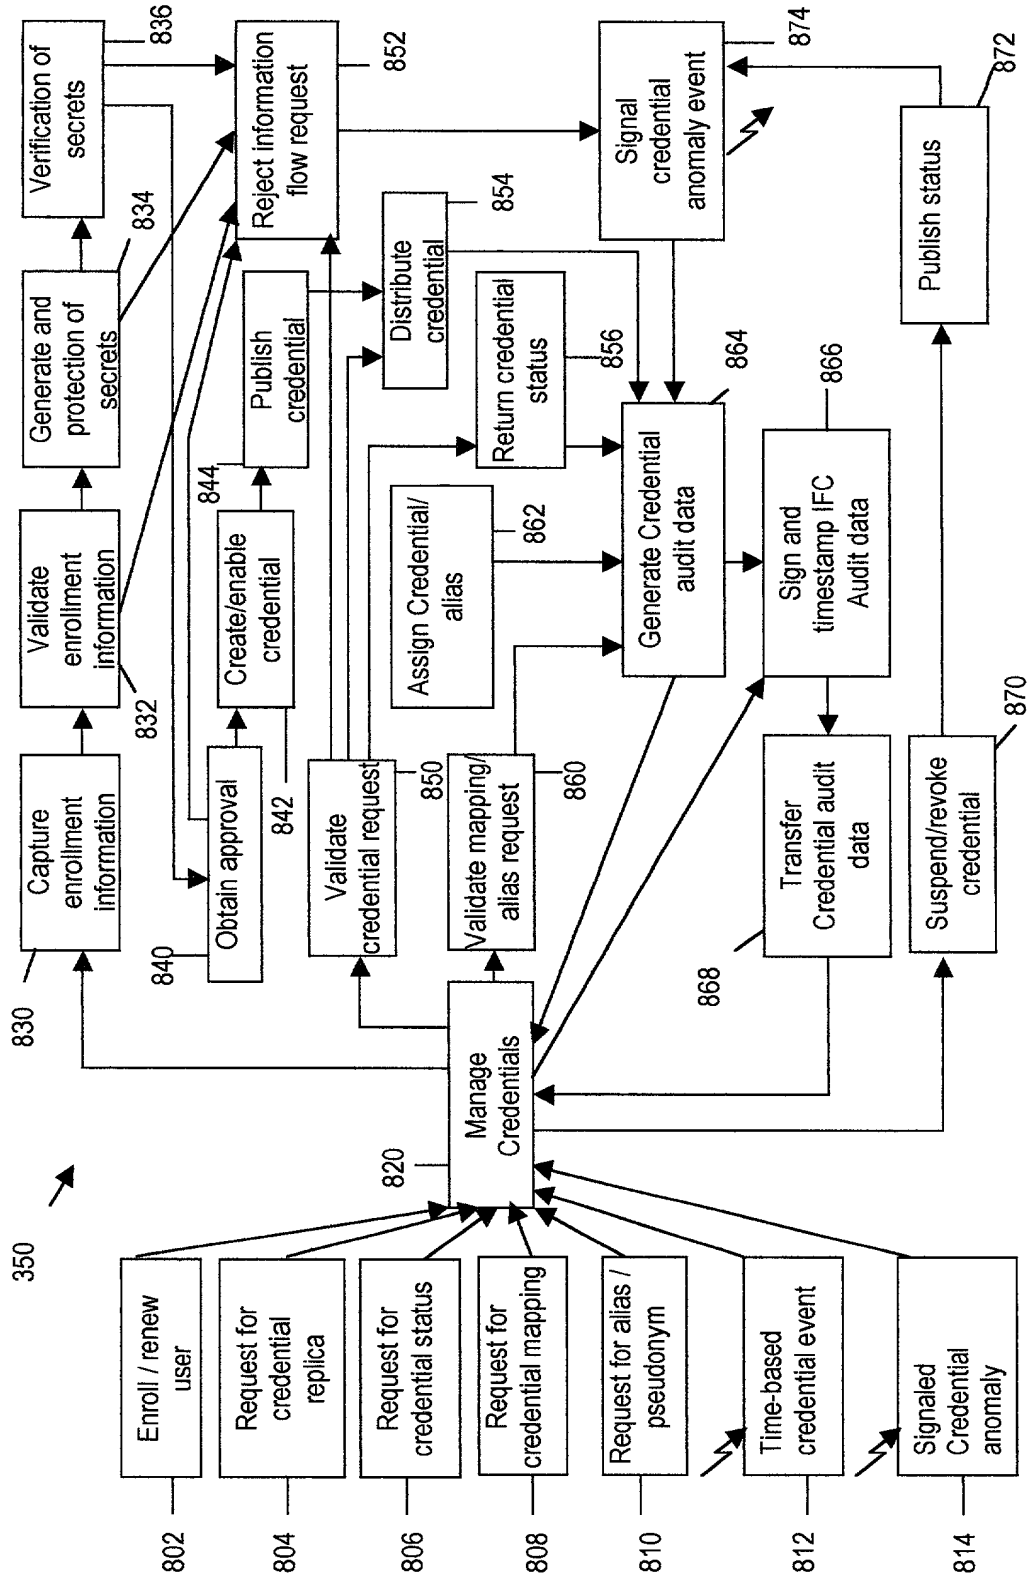 350
802
Enroll / renew
user
804
Request for
credential
replica
806
Request for
credential status
808
Request for
credential mapping
810
Request for alias /
pseudonym
812
Time-based
credential event
814
Signaled
Credential
anomaly
820
Manage
Credentials
830
Capture
enrollment
information
832
Validate
enrollment
information
834
Generate and
protection of
secrets
836
Verification of
secrets
840
Obtain approval
842
Create/enable
credential
844
Publish
credential
850
Validate
credential request
852
Reject information
flow request
854
Distribute
credential
856
Return credential
status
860
Validate mapping/
alias request
862
Assign Credential/
alias
864
Generate Credential
audit data
866
Sign and
timestamp IFC
Audit data
868
Transfer
Credential audit
data
870
Suspend/revoke
credential
872
Publish status
874
Signal
credential
anomaly event